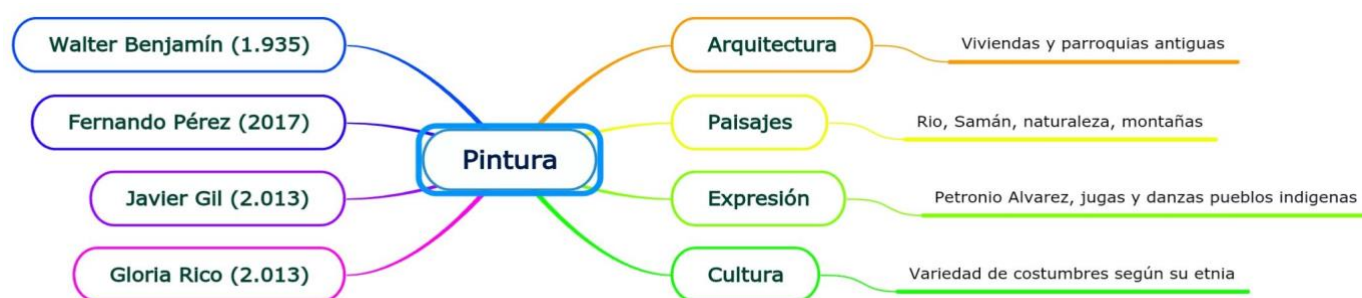 Walter Benjamín (1.935)
Fernando Pérez (2017)
Javier Gil (2.013)
Gloria Rico (2.013)
Pintura
Arquitectura
Viviendas y parroquias antiguas
Paisajes
Rio, Samán, naturaleza, montañas
Expresión
Petronio Alvarez, jugas y danzas pueblos indigenas
Cultura
Variedad de costumbres según su etnia